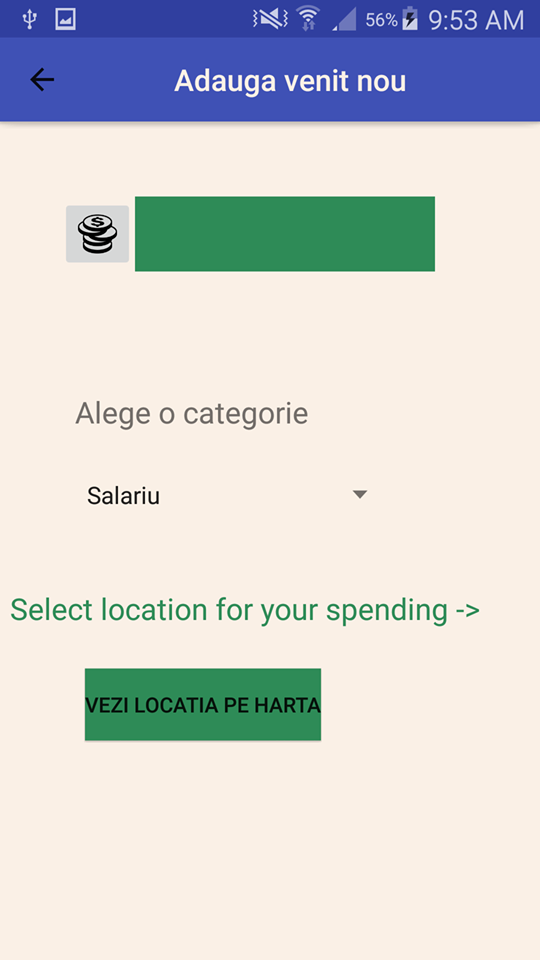 56% 9:53 AM
Adauga venit nou
$
Alege o categorie
Salariu
Select location for your spending ->
VEZI LOCATIA PE HARTA